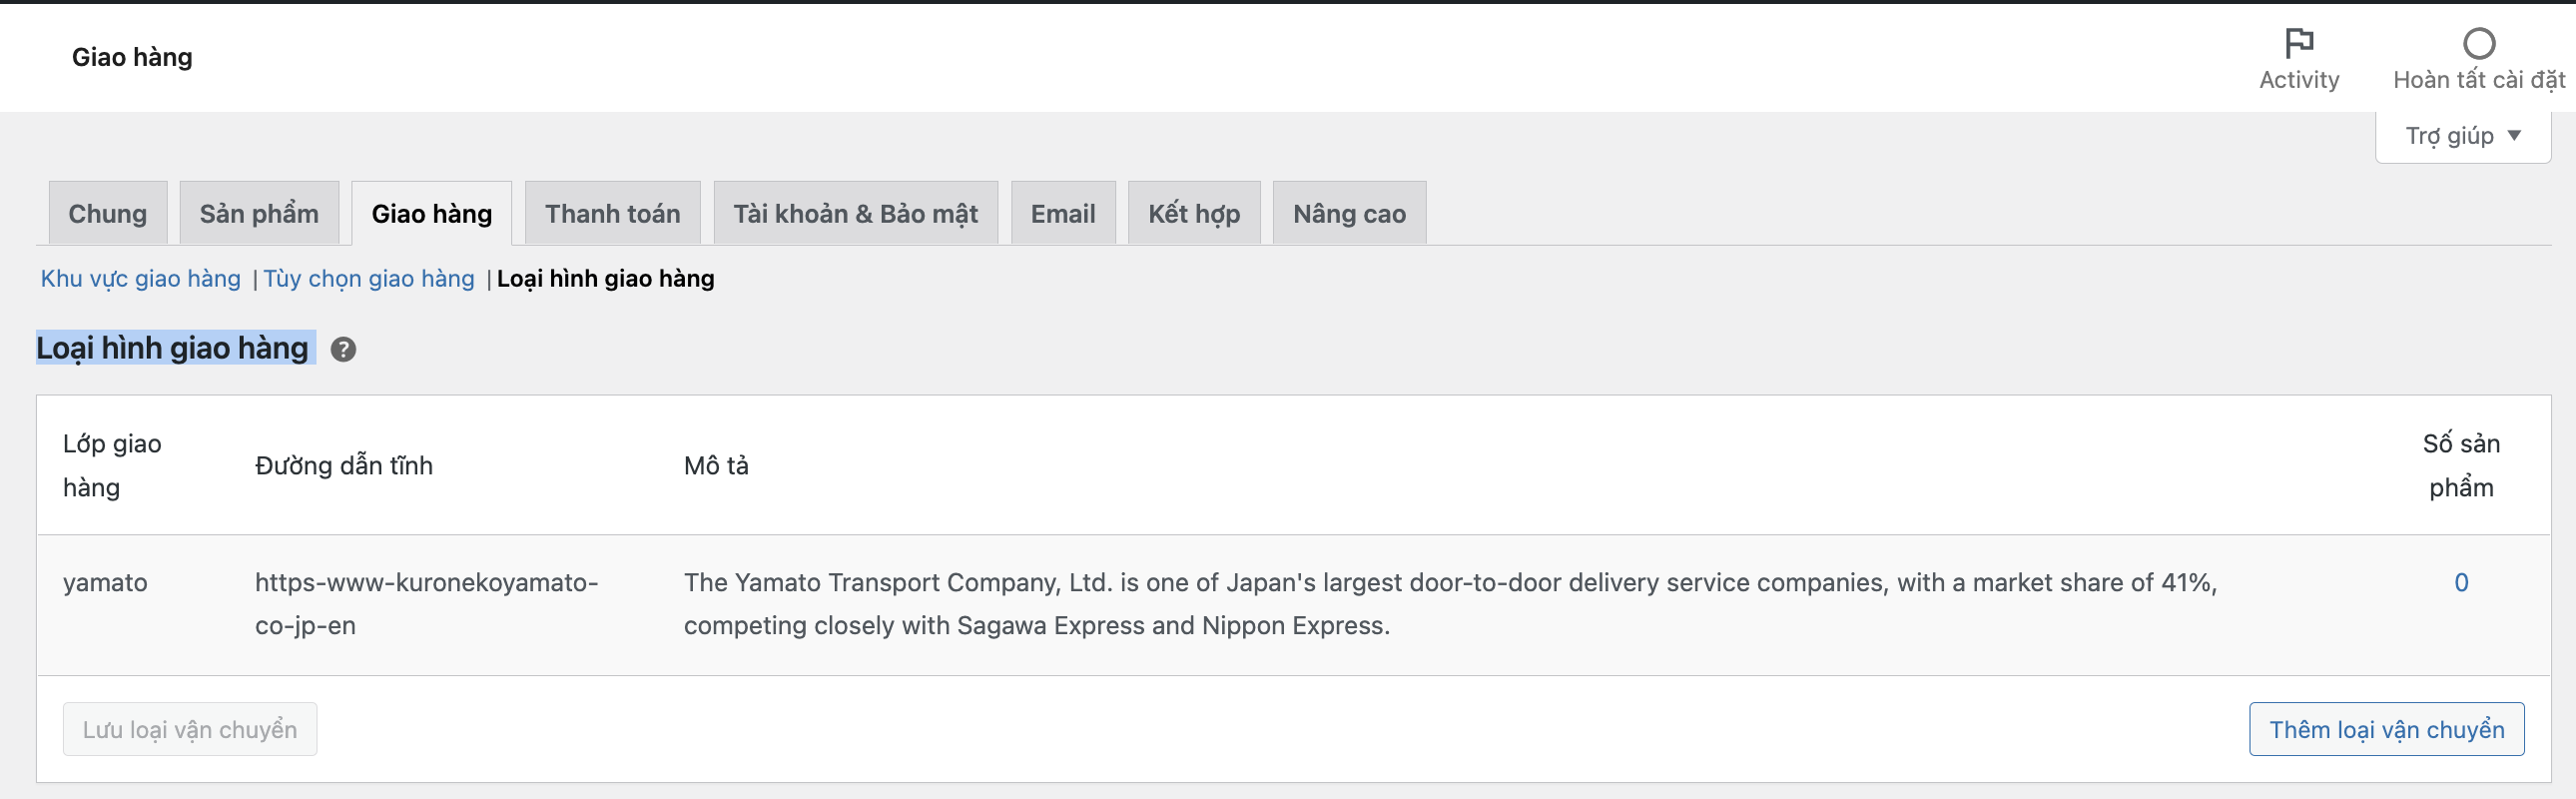 Giao hàng
Activity
Hoàn tất cài đặt
Trợ giúp
Chung
Sản phẩm
Giao hàng
Thanh toán
Tài khoản & Bảo mật
Email
Kết hợp
Nâng cao
Khu vực giao hàng | Tùy chọn giao hàng | Loại hình giao hàng
Loại hình giao hàng ?
Lớp giao
hàng
Đường dẫn tĩnh
Mô tả
Số sản
phẩm
yamato
https-www-kuronekoyamato-
co-jp-en
The Yamato Transport Company, Ltd. is one of Japan's largest door-to-door delivery service companies, with a market share of 41%,
competing closely with Sagawa Express and Nippon Express.
0
Lưu loại vận chuyển
Thêm loại vận chuyển